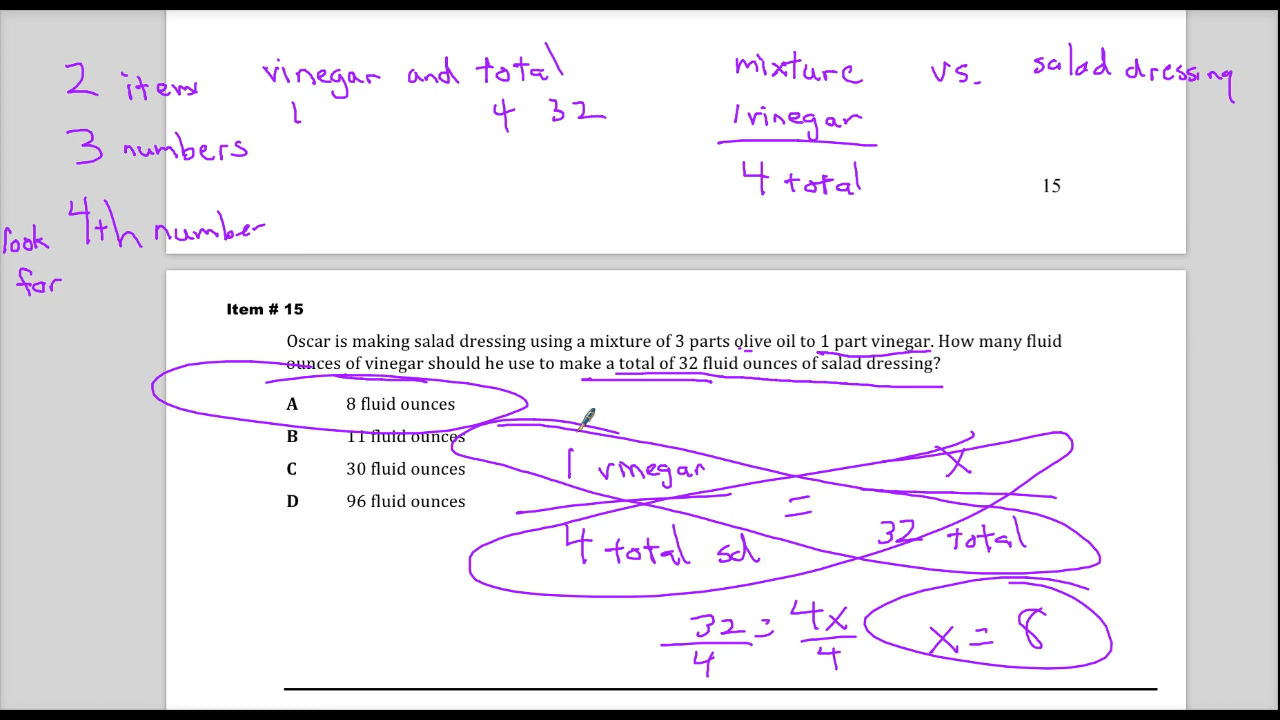 2 items vinegar and total mixture vs. salad dressing
1 4 32 1 vinegar
3 numbers 4 total
15
look 4th number
for
Item # 15
Oscar is making salad dressing using a mixture of 3 parts olive oil to 1 part vinegar. How many fluid
ounces of vinegar should he use to make a total of 32 fluid ounces of salad dressing?
A 8 fluid ounces
B 11 fluid ounces
C 30 fluid ounces
D 96 fluid ounces
1 vinegar = x
4 total sd 32 total
32 = 4x x = 8
4 4